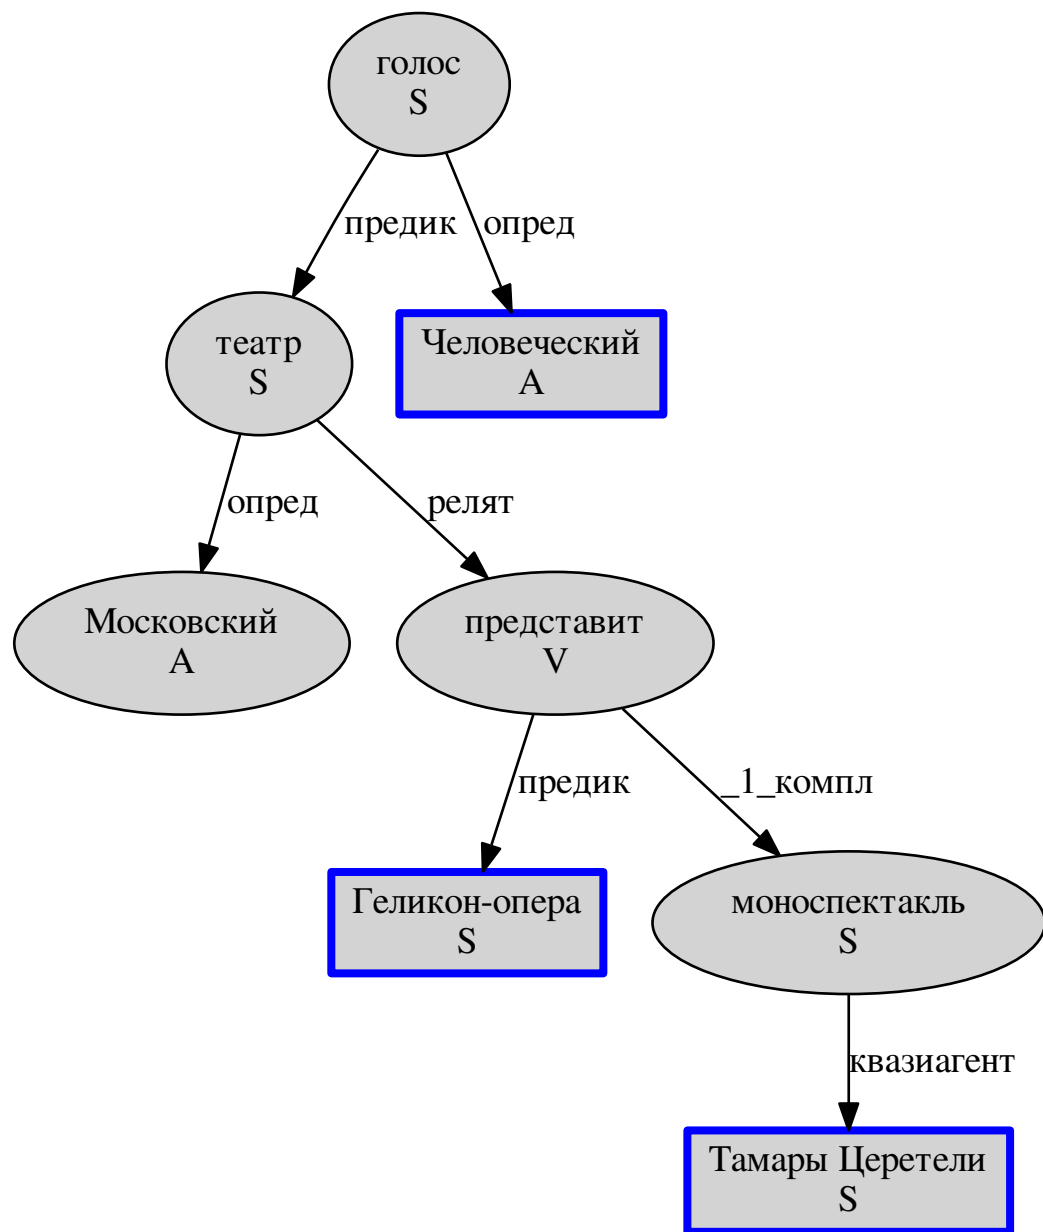 голос
S
предик
опред
театр
S
Человеческий
A
опред
релят
Московский
A
представит
V
предик
_1_компл
Геликон-опера
S
моноспектакль
S
квазиагент
Тамары Церетели
S